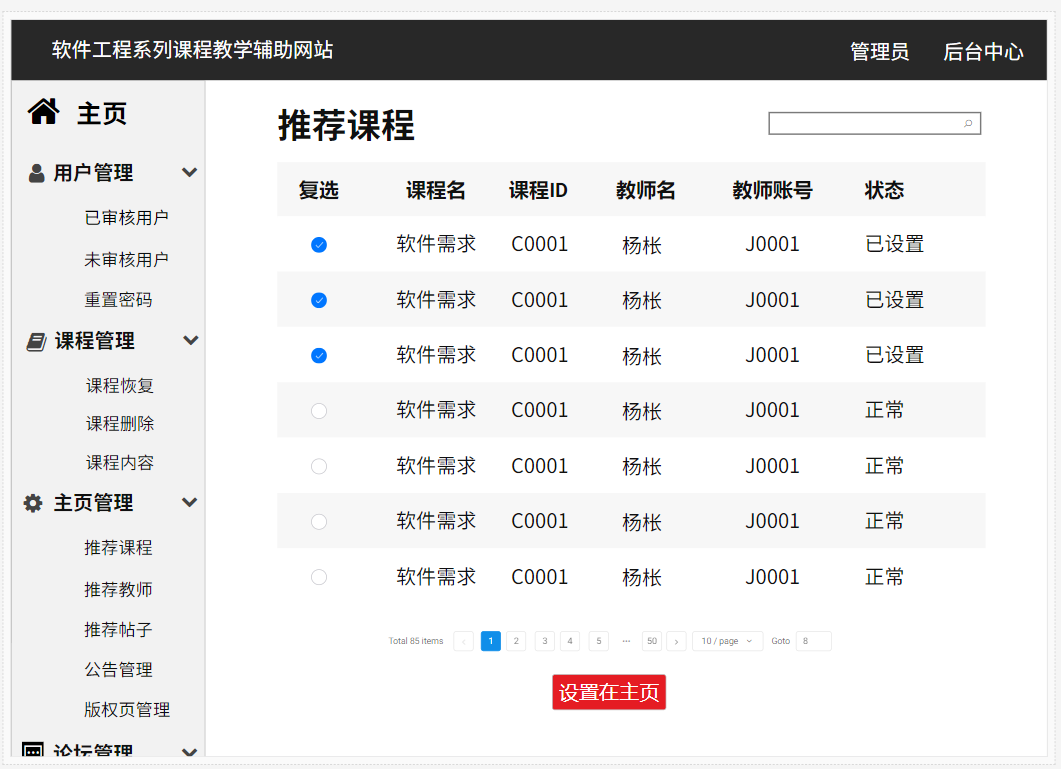 软件工程系列课程教学辅助网站 管理员 后台中心
主页
用户管理
已审核用户
未审核用户
重置密码
课程管理
课程恢复
课程删除
课程内容
主页管理
推荐课程
推荐教师
推荐帖子
公告管理
版权页管理
论坛管理
推荐课程
复选 课程名 课程ID 教师名 教师账号 状态
软件需求 C0001 杨枨 J0001 已设置
软件需求 C0001 杨枨 J0001 已设置
软件需求 C0001 杨枨 J0001 已设置
软件需求 C0001 杨枨 J0001 正常
软件需求 C0001 杨枨 J0001 正常
软件需求 C0001 杨枨 J0001 正常
软件需求 C0001 杨枨 J0001 正常
Total 85 items ‹ 1 2 3 4 5 ··· 50 › 10 / page Goto 8
设置在主页